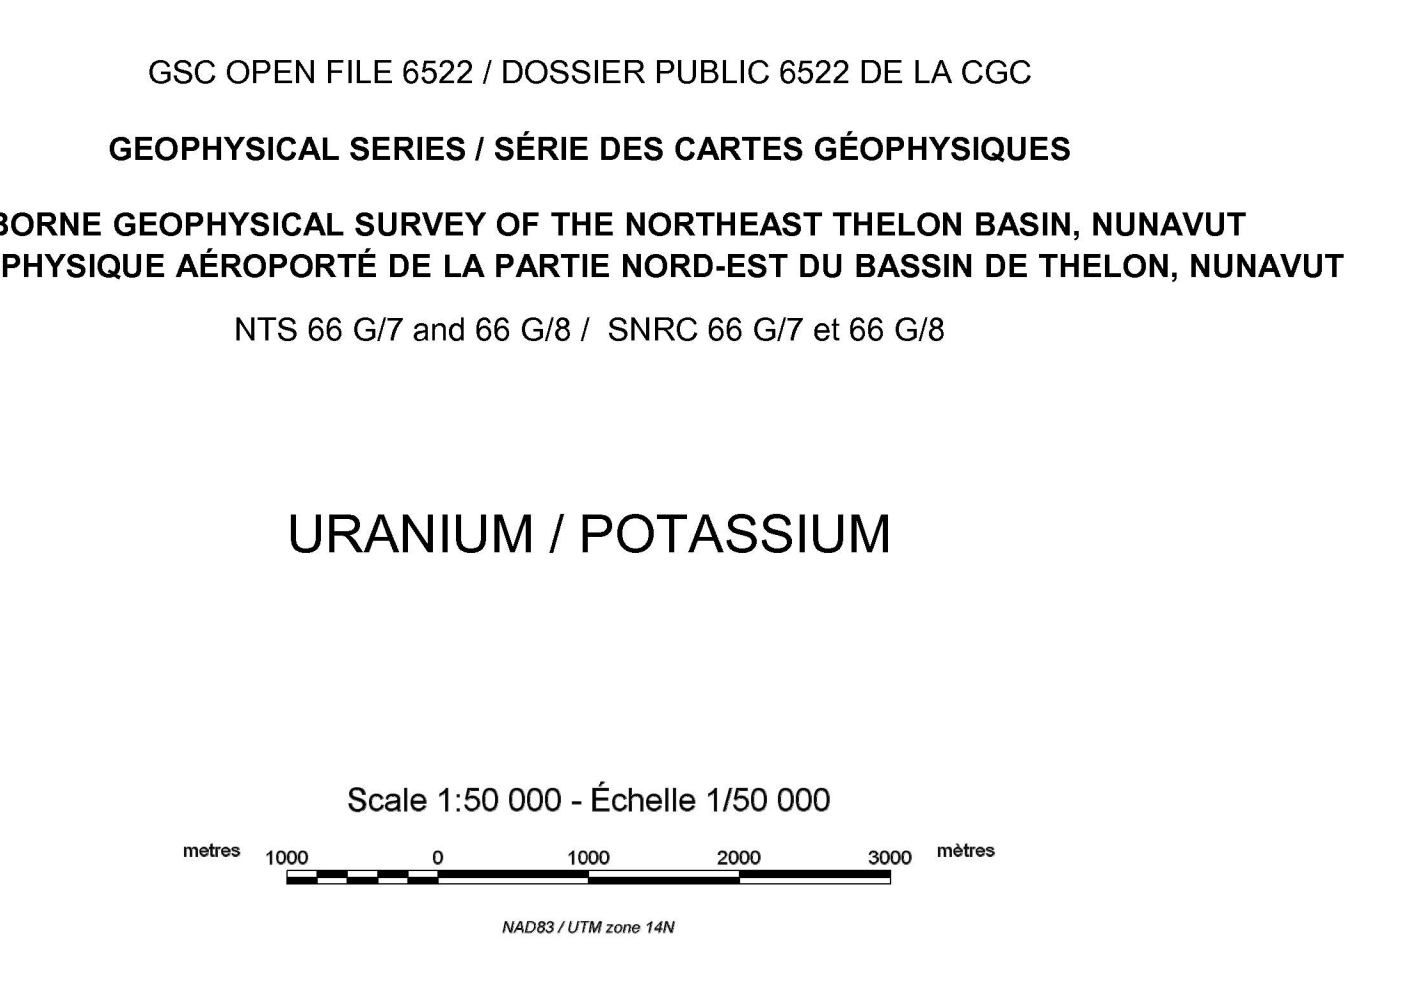 GSC OPEN FILE 6522 / DOSSIER PUBLIC 6522 DE LA CGC
GEOPHYSICAL SERIES / SÉRIE DES CARTES GÉOPHYSIQUES
BORNE GEOPHYSICAL SURVEY OF THE NORTHEAST THELON BASIN, NUNAVUT
PHYSIQUE AÉROPORTÉ DE LA PARTIE NORD-EST DU BASSIN DE THELON, NUNAVUT
NTS 66 G/7 and 66 G/8 / SNRC 66 G/7 et 66 G/8
URANIUM / POTASSIUM
Scale 1:50 000 - Échelle 1/50 000
metres 1000 0 1000 2000 3000 mètres
NAD83 / UTM zone 14N